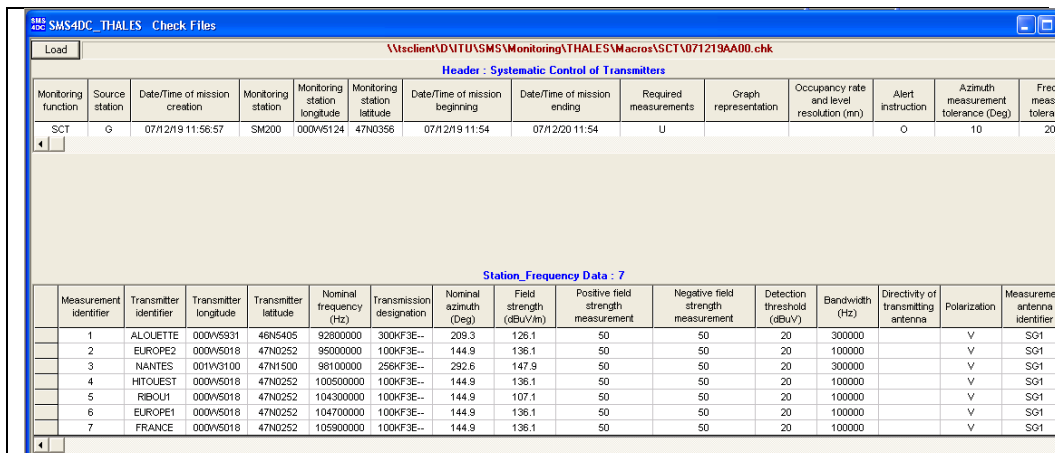 SMS4DC_THALES Check Files
Load \\tsclient\D\ITU\SMS\Monitoring\THALES\Macros\SCT\071219AA00.chk
Header : Systematic Control of Transmitters
Monitoring function Source station Date/Time of mission creation Monitoring station Monitoring station longitude Monitoring station latitude Date/Time of mission beginning Date/Time of mission ending Required measurements Graph representation Occupancy rate and level resolution (mn) Alert instruction Azimuth measurement tolerance (Deg)
SCT G 07/12/19 11:56:57 SM200 000W5124 47N0356 07/12/19 11:54 07/12/20 11:54 U O 10 20
Station_Frequency Data : 7
Measurement identifier Transmitter identifier Transmitter longitude Transmitter latitude Nominal frequency (Hz) Transmission designation Nominal azimuth (Deg) Field strength (dBuV/m) Positive field strength measurement Negative field strength measurement Detection threshold (dBuV) Bandwidth (Hz) Directivity of transmitting antenna Polarization Measureme antenna identifier
1 ALOUETTE 000W5931 46N5405 92800000 300KF3E-- 209.3 126.1 50 50 20 300000 V SG1
2 EUROPE2 000W5018 47N0252 95000000 100KF3E-- 144.9 136.1 50 50 20 100000 V SG1
3 NANTES 001W3100 47N1500 98100000 256KF3E-- 292.6 147.9 50 50 20 300000 V SG1
4 HITOUEST 000W5018 47N0252 100500000 100KF3E-- 144.9 136.1 50 50 20 100000 V SG1
5 RIBOU1 000W5018 47N0252 104300000 100KF3E-- 144.9 107.1 50 50 20 100000 V SG1
6 EUROPE1 000W5018 47N0252 104700000 100KF3E-- 144.9 136.1 50 50 20 100000 V SG1
7 FRANCE 000W5018 47N0252 105900000 100KF3E-- 144.9 136.1 50 50 20 100000 V SG1